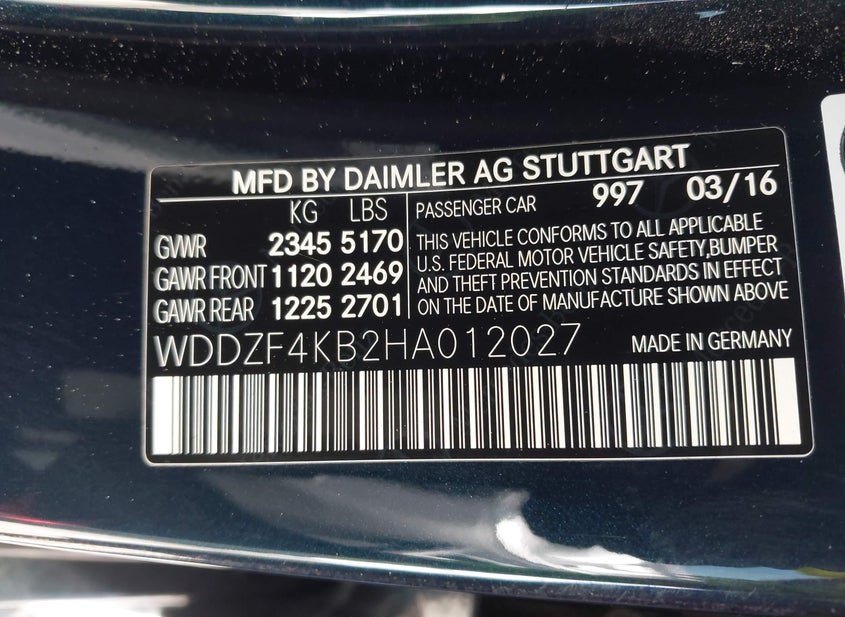 MFD BY DAIMLER AG STUTTGART
KG LBS
GVWR 2345 5170
GAWR FRONT 1120 2469
GAWR REAR 1225 2701
PASSENGER CAR 997 03/16
THIS VEHICLE CONFORMS TO ALL APPLICABLE
U.S. FEDERAL MOTOR VEHICLE SAFETY,BUMPER
AND THEFT PREVENTION STANDARDS IN EFFECT
ON THE DATE OF MANUFACTURE SHOWN ABOVE
WDDZF4KB2HA012027
MADE IN GERMANY